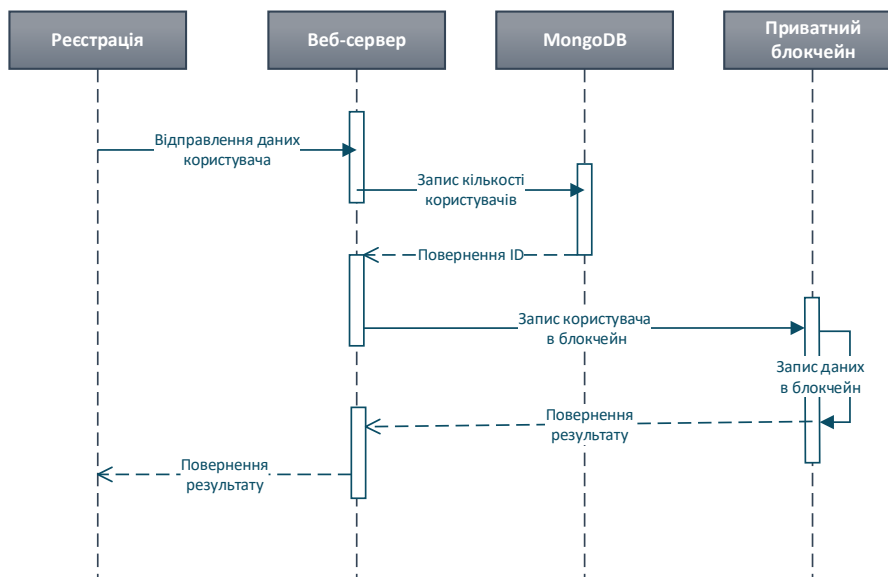 Реєстрація
Веб-сервер
MongoDB
Приватний
блокчейн
Відправлення даних
користувача
Запис кількості
користувачів
Повернення ID
Запис користувача
в блокчейн
Запис даних
в блокчейн
Повернення
результату
Повернення
результату